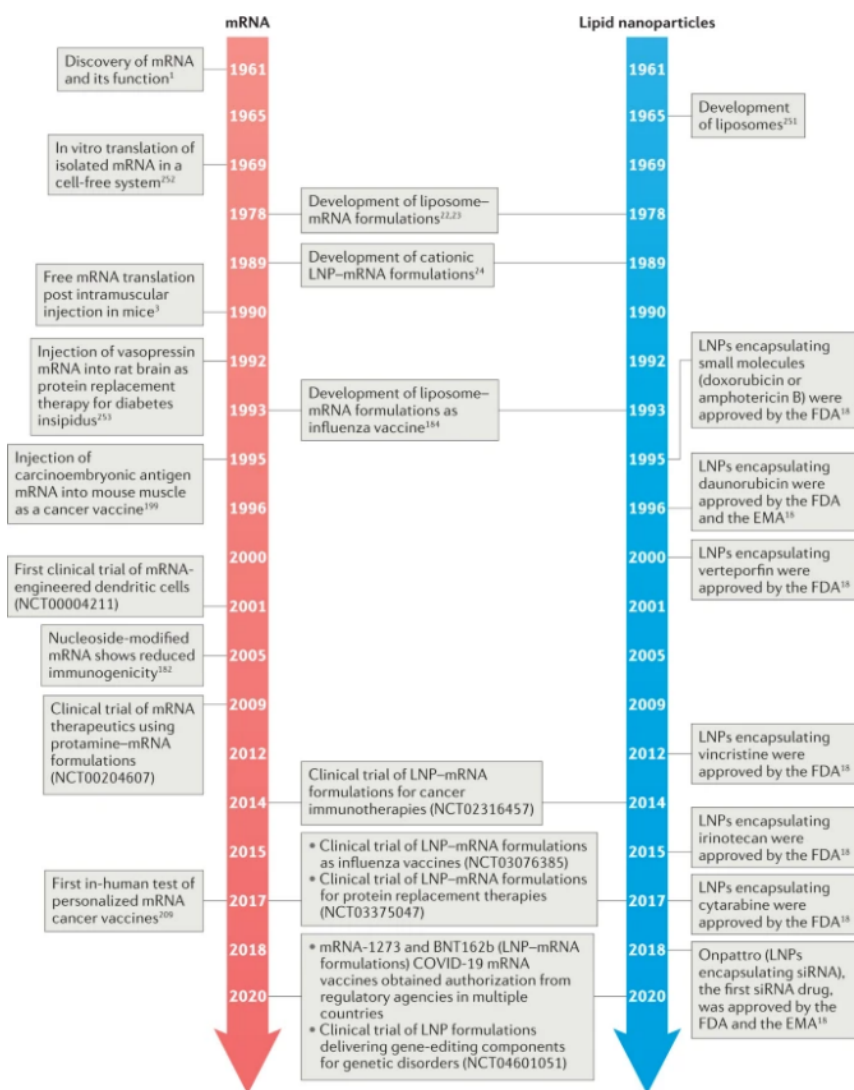 mRNA
Lipid nanoparticles
Discovery of mRNA
and its function¹
1961
1961
1965
1965
Development
of liposomes²⁵¹
In vitro translation of
isolated mRNA in a
cell-free system²⁵²
1969
1969
Development of liposome–
mRNA formulations²²,²³
1978
1978
Development of cationic
LNP–mRNA formulations²⁴
1989
1989
Free mRNA translation
post intramuscular
injection in mice³
1990
1990
Injection of vasopressin
mRNA into rat brain as
protein replacement
therapy for diabetes
insipidus²⁵³
1992
1992
LNPs encapsulating
small molecules
(doxorubicin or
amphotericin B) were
approved by the FDA¹⁸
Development of liposome–
mRNA formulations as
influenza vaccine¹⁸⁴
1993
1993
Injection of
carcinoembryonic antigen
mRNA into mouse muscle
as a cancer vaccine¹⁹⁹
1995
1995
LNPs encapsulating
daunorubicin were
approved by the FDA
and the EMA¹⁸
1996
1996
2000
2000
LNPs encapsulating
verteporfin were
approved by the FDA¹⁸
First clinical trial of mRNA-
engineered dendritic cells
(NCT00004211)
2001
2001
Nucleoside-modified
mRNA shows reduced
immunogenicity¹⁸²
2005
2005
Clinical trial of mRNA
therapeutics using
protamine–mRNA
formulations
(NCT00204607)
2009
2009
2012
2012
LNPs encapsulating
vincristine were
approved by the FDA¹⁸
Clinical trial of LNP–mRNA
formulations for cancer
immunotherapies (NCT02316457)
2014
2014
LNPs encapsulating
irinotecan were
approved by the FDA¹⁸
2015
2015
• Clinical trial of LNP–mRNA formulations
as influenza vaccines (NCT03076385)
• Clinical trial of LNP–mRNA formulations
for protein replacement therapies
(NCT03375047)
First in-human test of
personalized mRNA
cancer vaccines²⁰⁹
2017
2017
LNPs encapsulating
cytarabine were
approved by the FDA¹⁸
2018
2018
• mRNA-1273 and BNT162b (LNP–mRNA
formulations) COVID-19 mRNA
vaccines obtained authorization from
regulatory agencies in multiple
countries
• Clinical trial of LNP formulations
delivering gene-editing components
for genetic disorders (NCT04601051)
Onpattro (LNPs
encapsulating siRNA),
the first siRNA drug,
was approved by the
FDA and the EMA¹⁸
2020
2020